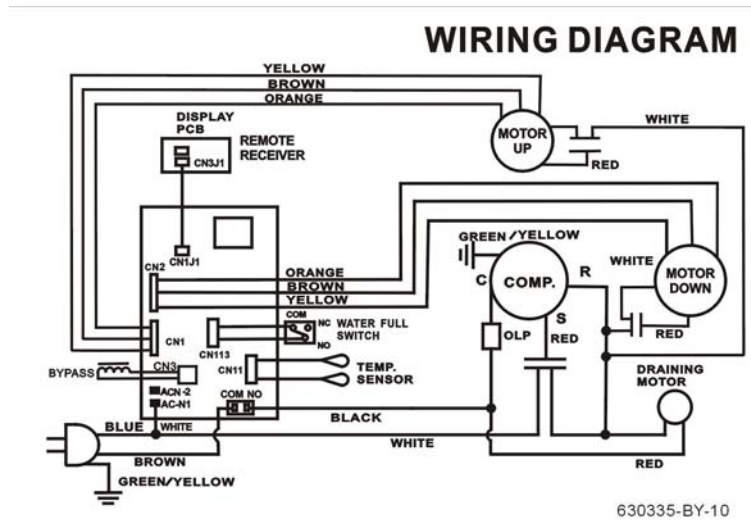 WIRING DIAGRAM
YELLOW
BROWN
ORANGE
DISPLAY
PCB
REMOTE
RECEIVER
CN3J1
MOTOR
UP
WHITE
RED
CN1J1
CN2
ORANGE
BROWN
YELLOW
GREEN/YELLOW
C
COMP.
R
S
WHITE
MOTOR
DOWN
RED
COM
NC
NO
WATER FULL
SWITCH
CN1
CN113
OLP
RED
BYPASS
CN3
CN11
TEMP.
SENSOR
DRAINING
MOTOR
ACN-2
AC-N1
COM NO
BLACK
BLUE
WHITE
WHITE
BROWN
RED
GREEN/YELLOW
630335-BY-10